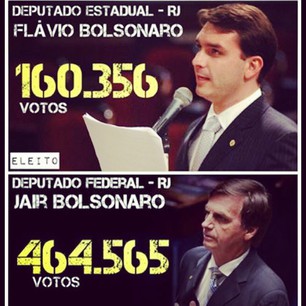 DEPUTADO ESTADUAL - RJ
FLÁVIO BOLSONARO
160.356
VOTOS
ELEITO
DEPUTADO FEDERAL - RJ
JAIR BOLSONARO
464.565
VOTOS